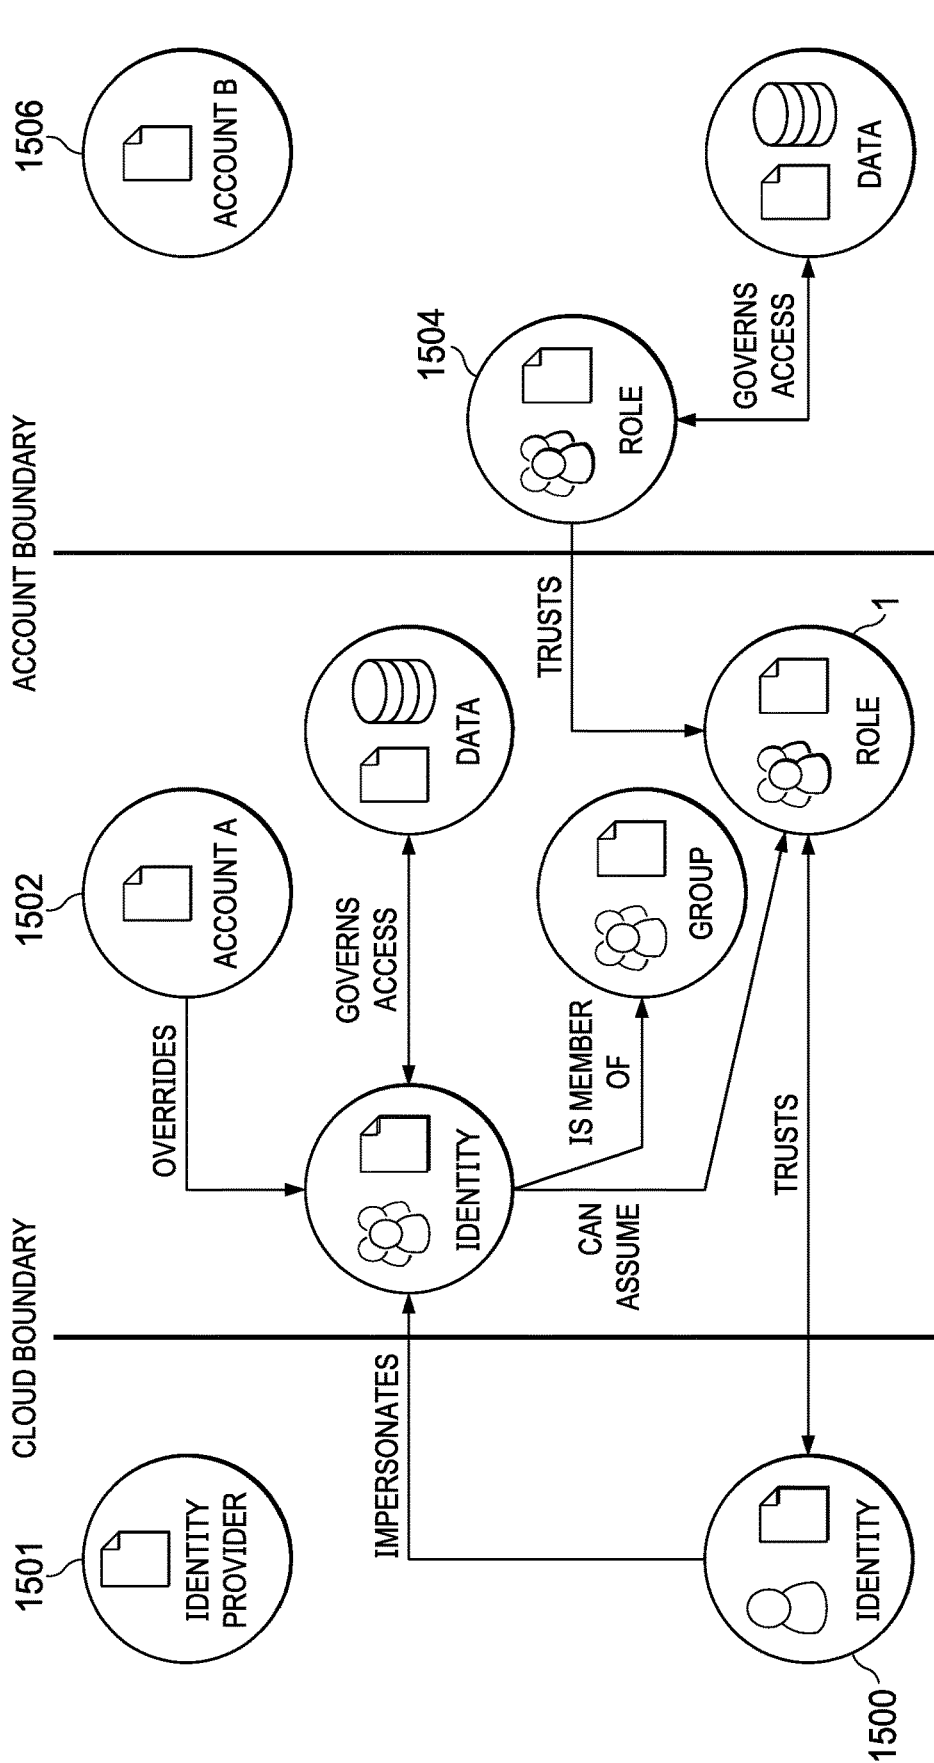 CLOUD BOUNDARY
ACCOUNT BOUNDARY
1501
IDENTITY
PROVIDER
1502
ACCOUNT A
1506
ACCOUNT B
OVERRIDES
IMPERSONATES
IDENTITY
GOVERNS
ACCESS
DATA
IS MEMBER
OF
GROUP
CAN
ASSUME
TRUSTS
1504
ROLE
1500
IDENTITY
TRUSTS
1
ROLE
GOVERNS
ACCESS
DATA